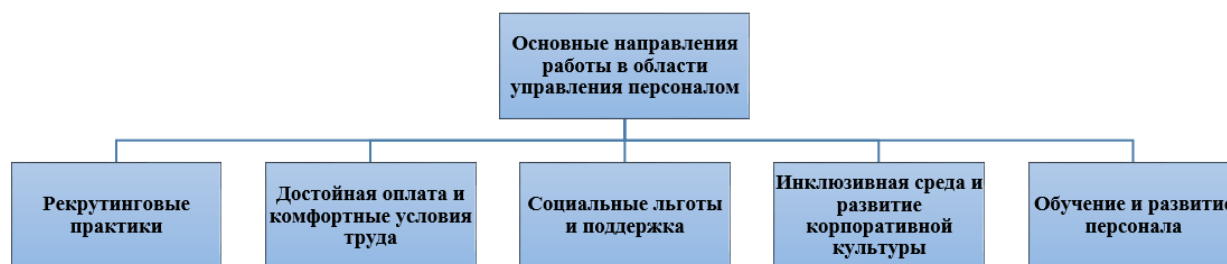 Основные направления
работы в области
управления персоналом
Рекрутинговые
практики
Достойная оплата и
комфортные условия
труда
Социальные льготы
и поддержка
Инклюзивная среда и
развитие
корпоративной
культуры
Обучение и развитие
персонала